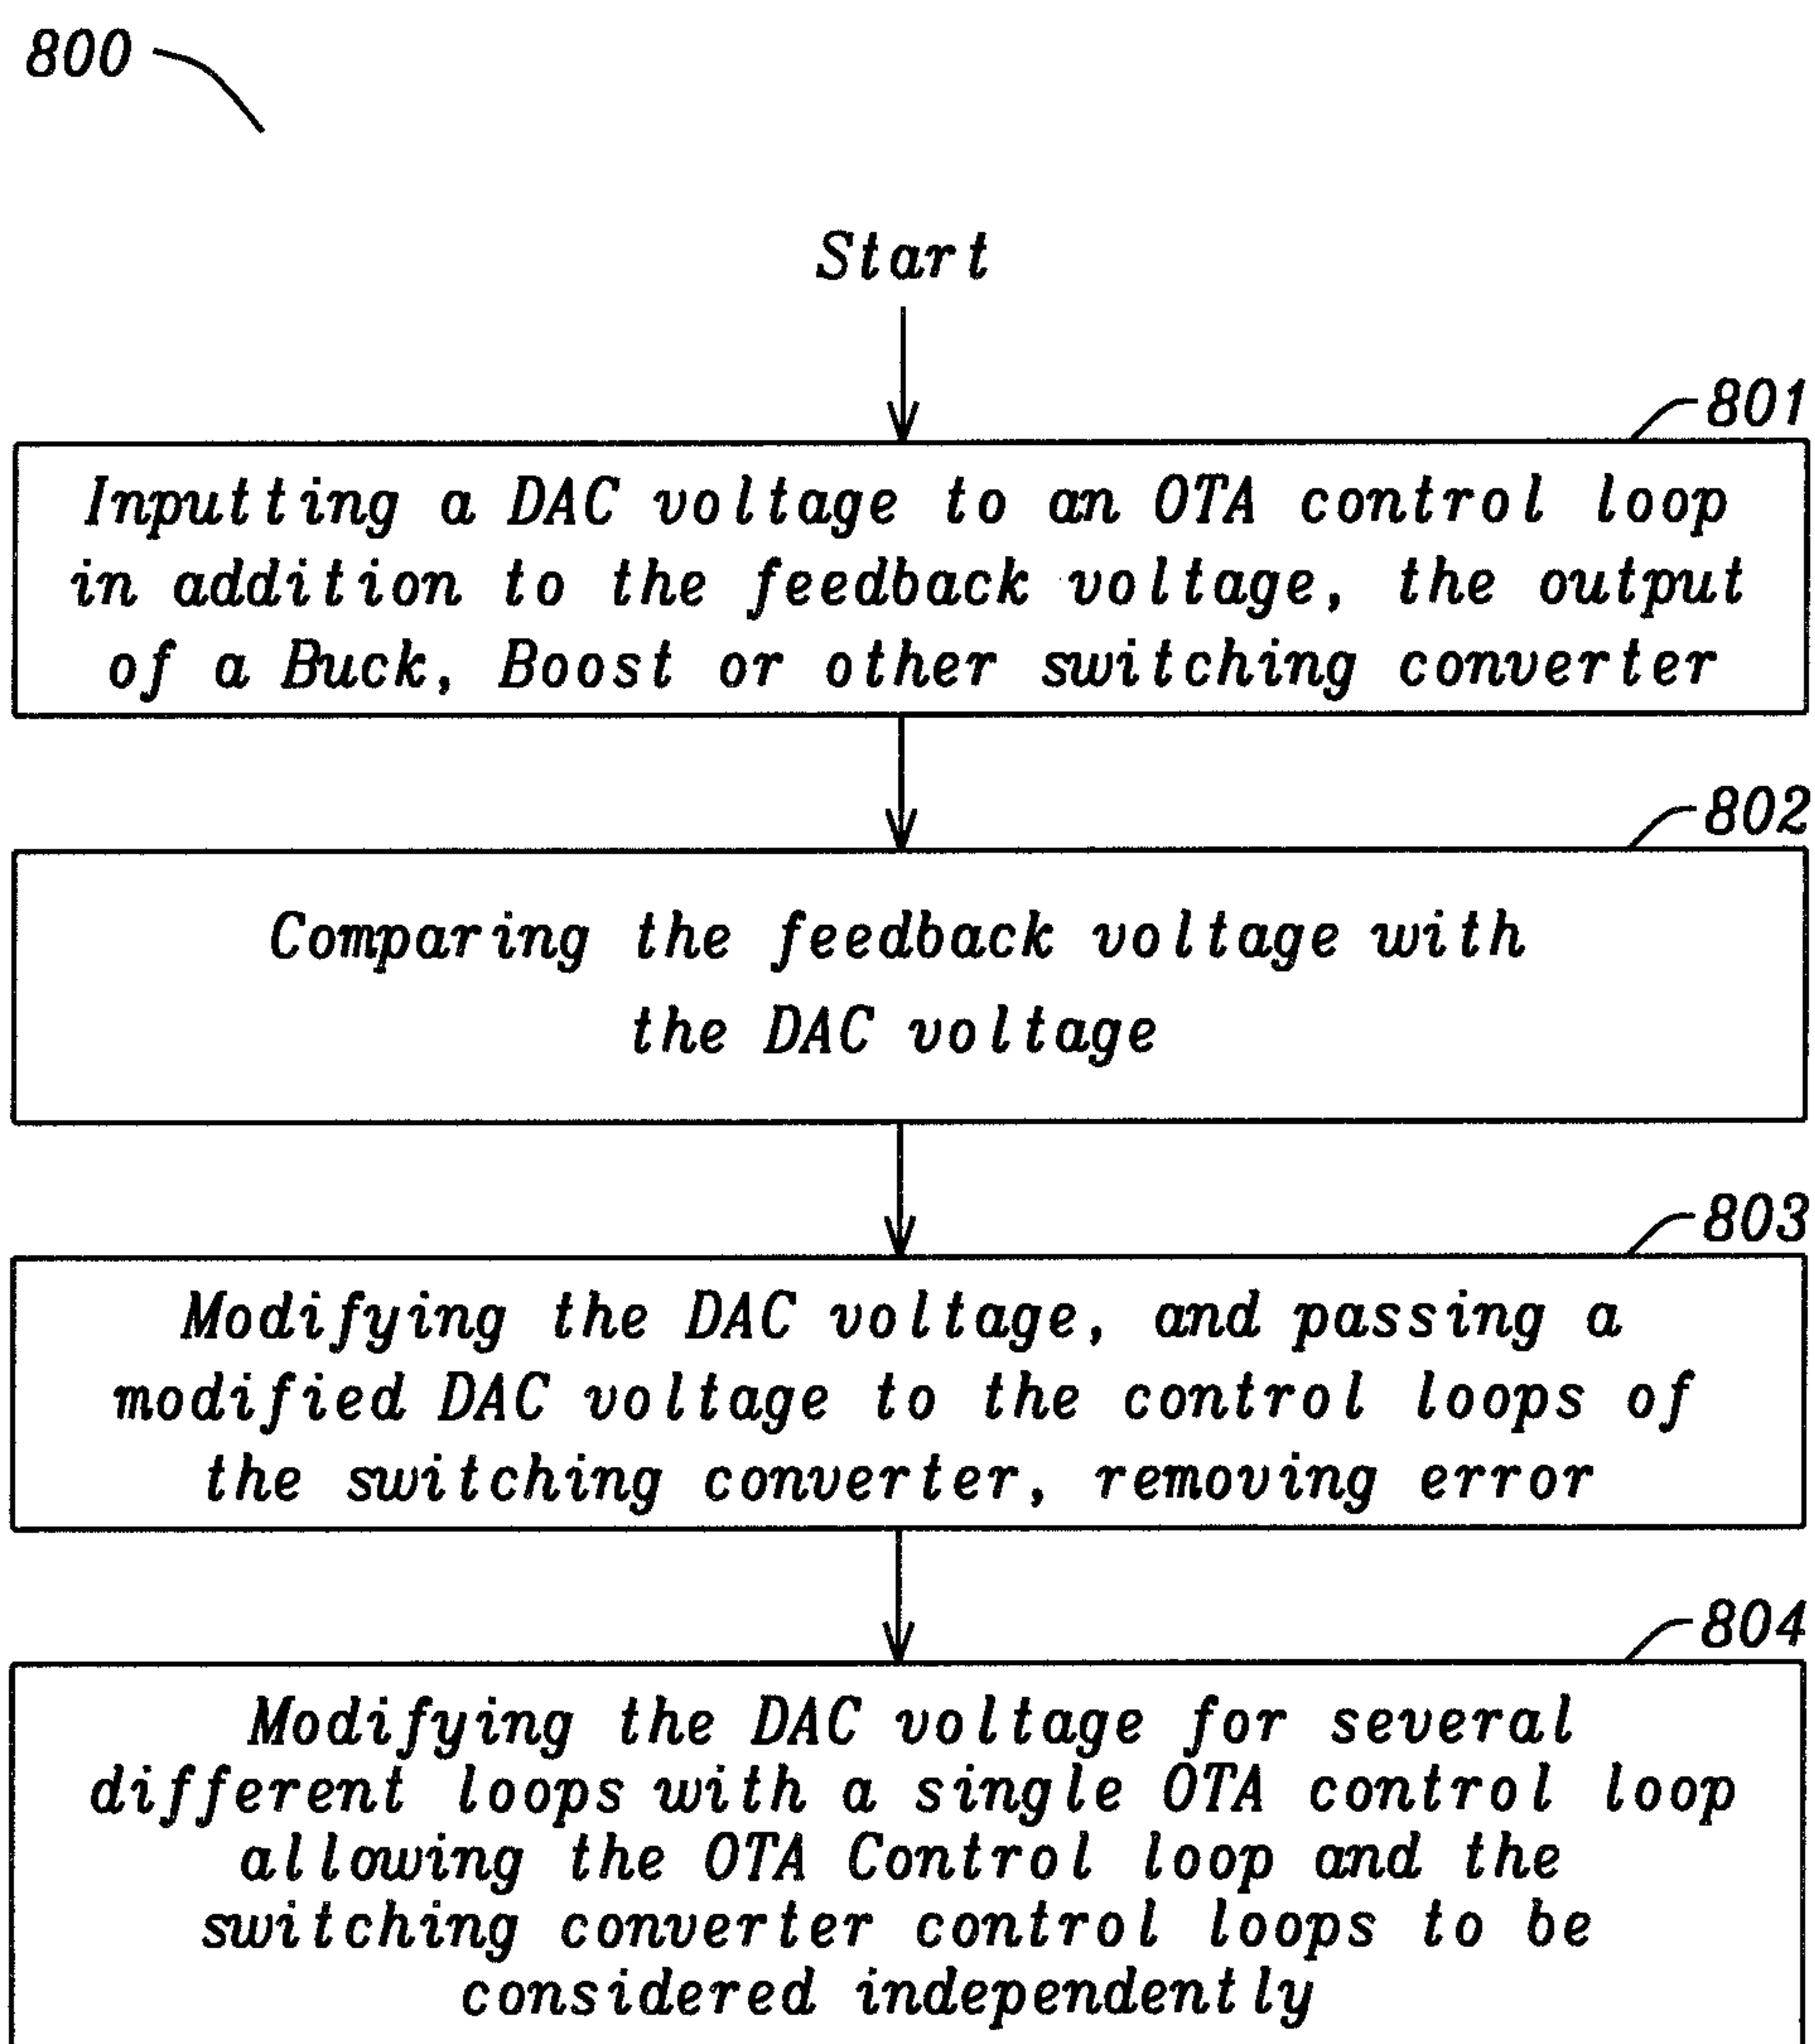 800
Start
801
Inputting a DAC voltage to an OTA control loop
in addition to the feedback voltage, the output
of a Buck, Boost or other switching converter
802
Comparing the feedback voltage with
the DAC voltage
803
Modifying the DAC voltage, and passing a
modified DAC voltage to the control loops of
the switching converter, removing error
804
Modifying the DAC voltage for several
different loops with a single OTA control loop
allowing the OTA Control loop and the
switching converter control loops to be
considered independently